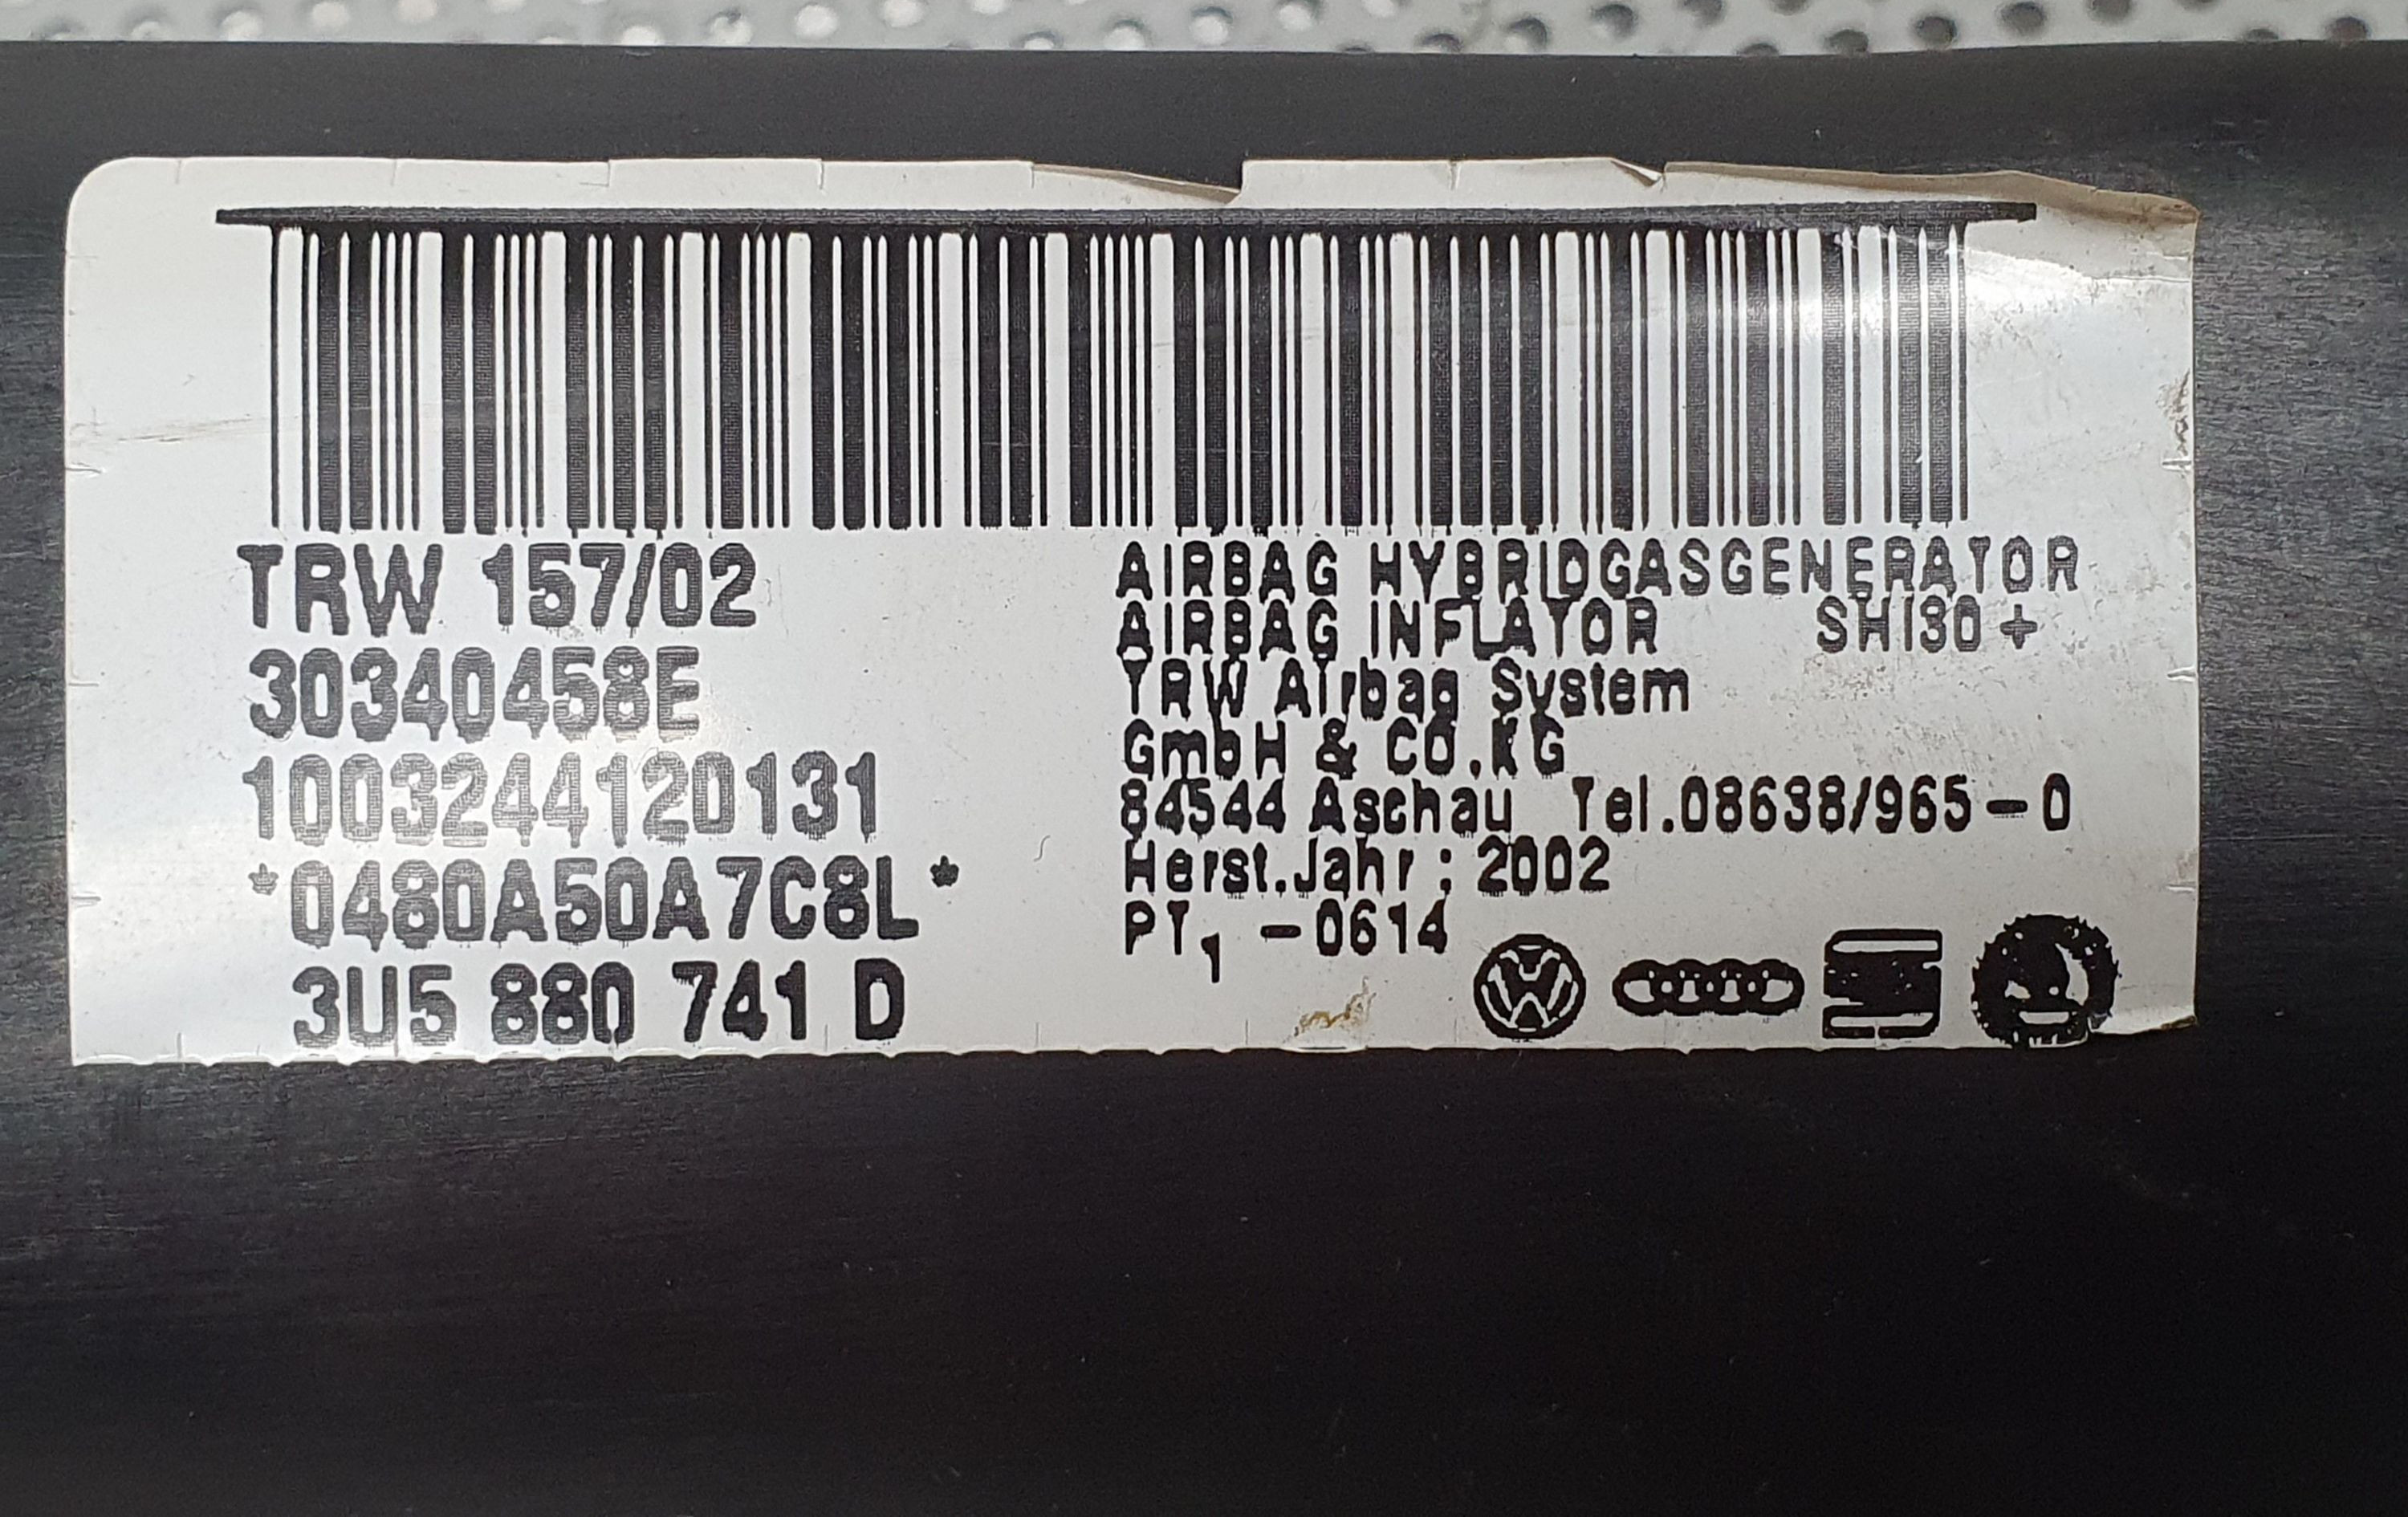 TRW 157/02
30340458E
1003244120131
*0480A50A7C8L*
3U5 880 741 D
AIRBAG HYBRIDGASGENERATOR
AIRBAG INFLATOR SHI30+
TRW Airbag System
GmbH & CO.KG
84544 Aschau Tel.08638/965-0
Herst.Jahr: 2002
PT1 -0614